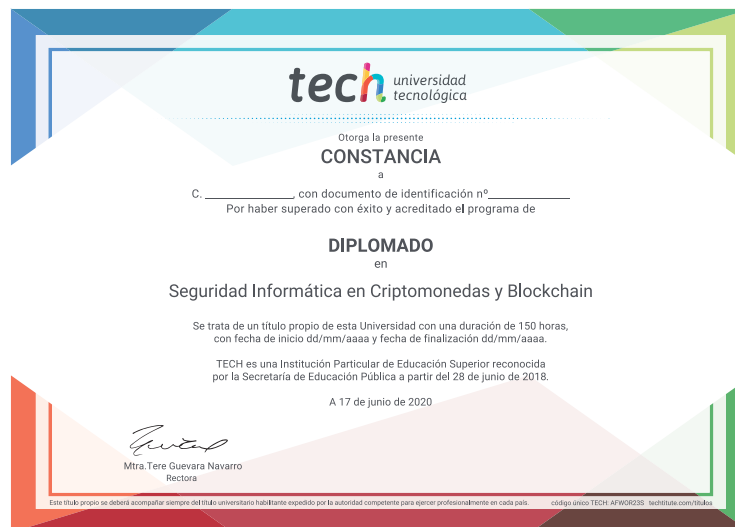 tech universidad
tecnológica
Otorga la presente
CONSTANCIA
a
C. ________________, con documento de identificación nº______________
Por haber superado con éxito y acreditado el programa de
DIPLOMADO
en
Seguridad Informática en Criptomonedas y Blockchain
Se trata de un título propio de esta Universidad con una duración de 150 horas,
con fecha de inicio dd/mm/aaaa y fecha de finalización dd/mm/aaaa.
TECH es una Institución Particular de Educación Superior reconocida
por la Secretaría de Educación Pública a partir del 28 de junio de 2018.
A 17 de junio de 2020
Mtra.Tere Guevara Navarro
Rectora
Este título propio se deberá acompañar siempre del título universitario habilitante expedido por la autoridad competente para ejercer profesionalmente en cada país. código único TECH: AFWOR23S techtitute.com/títulos